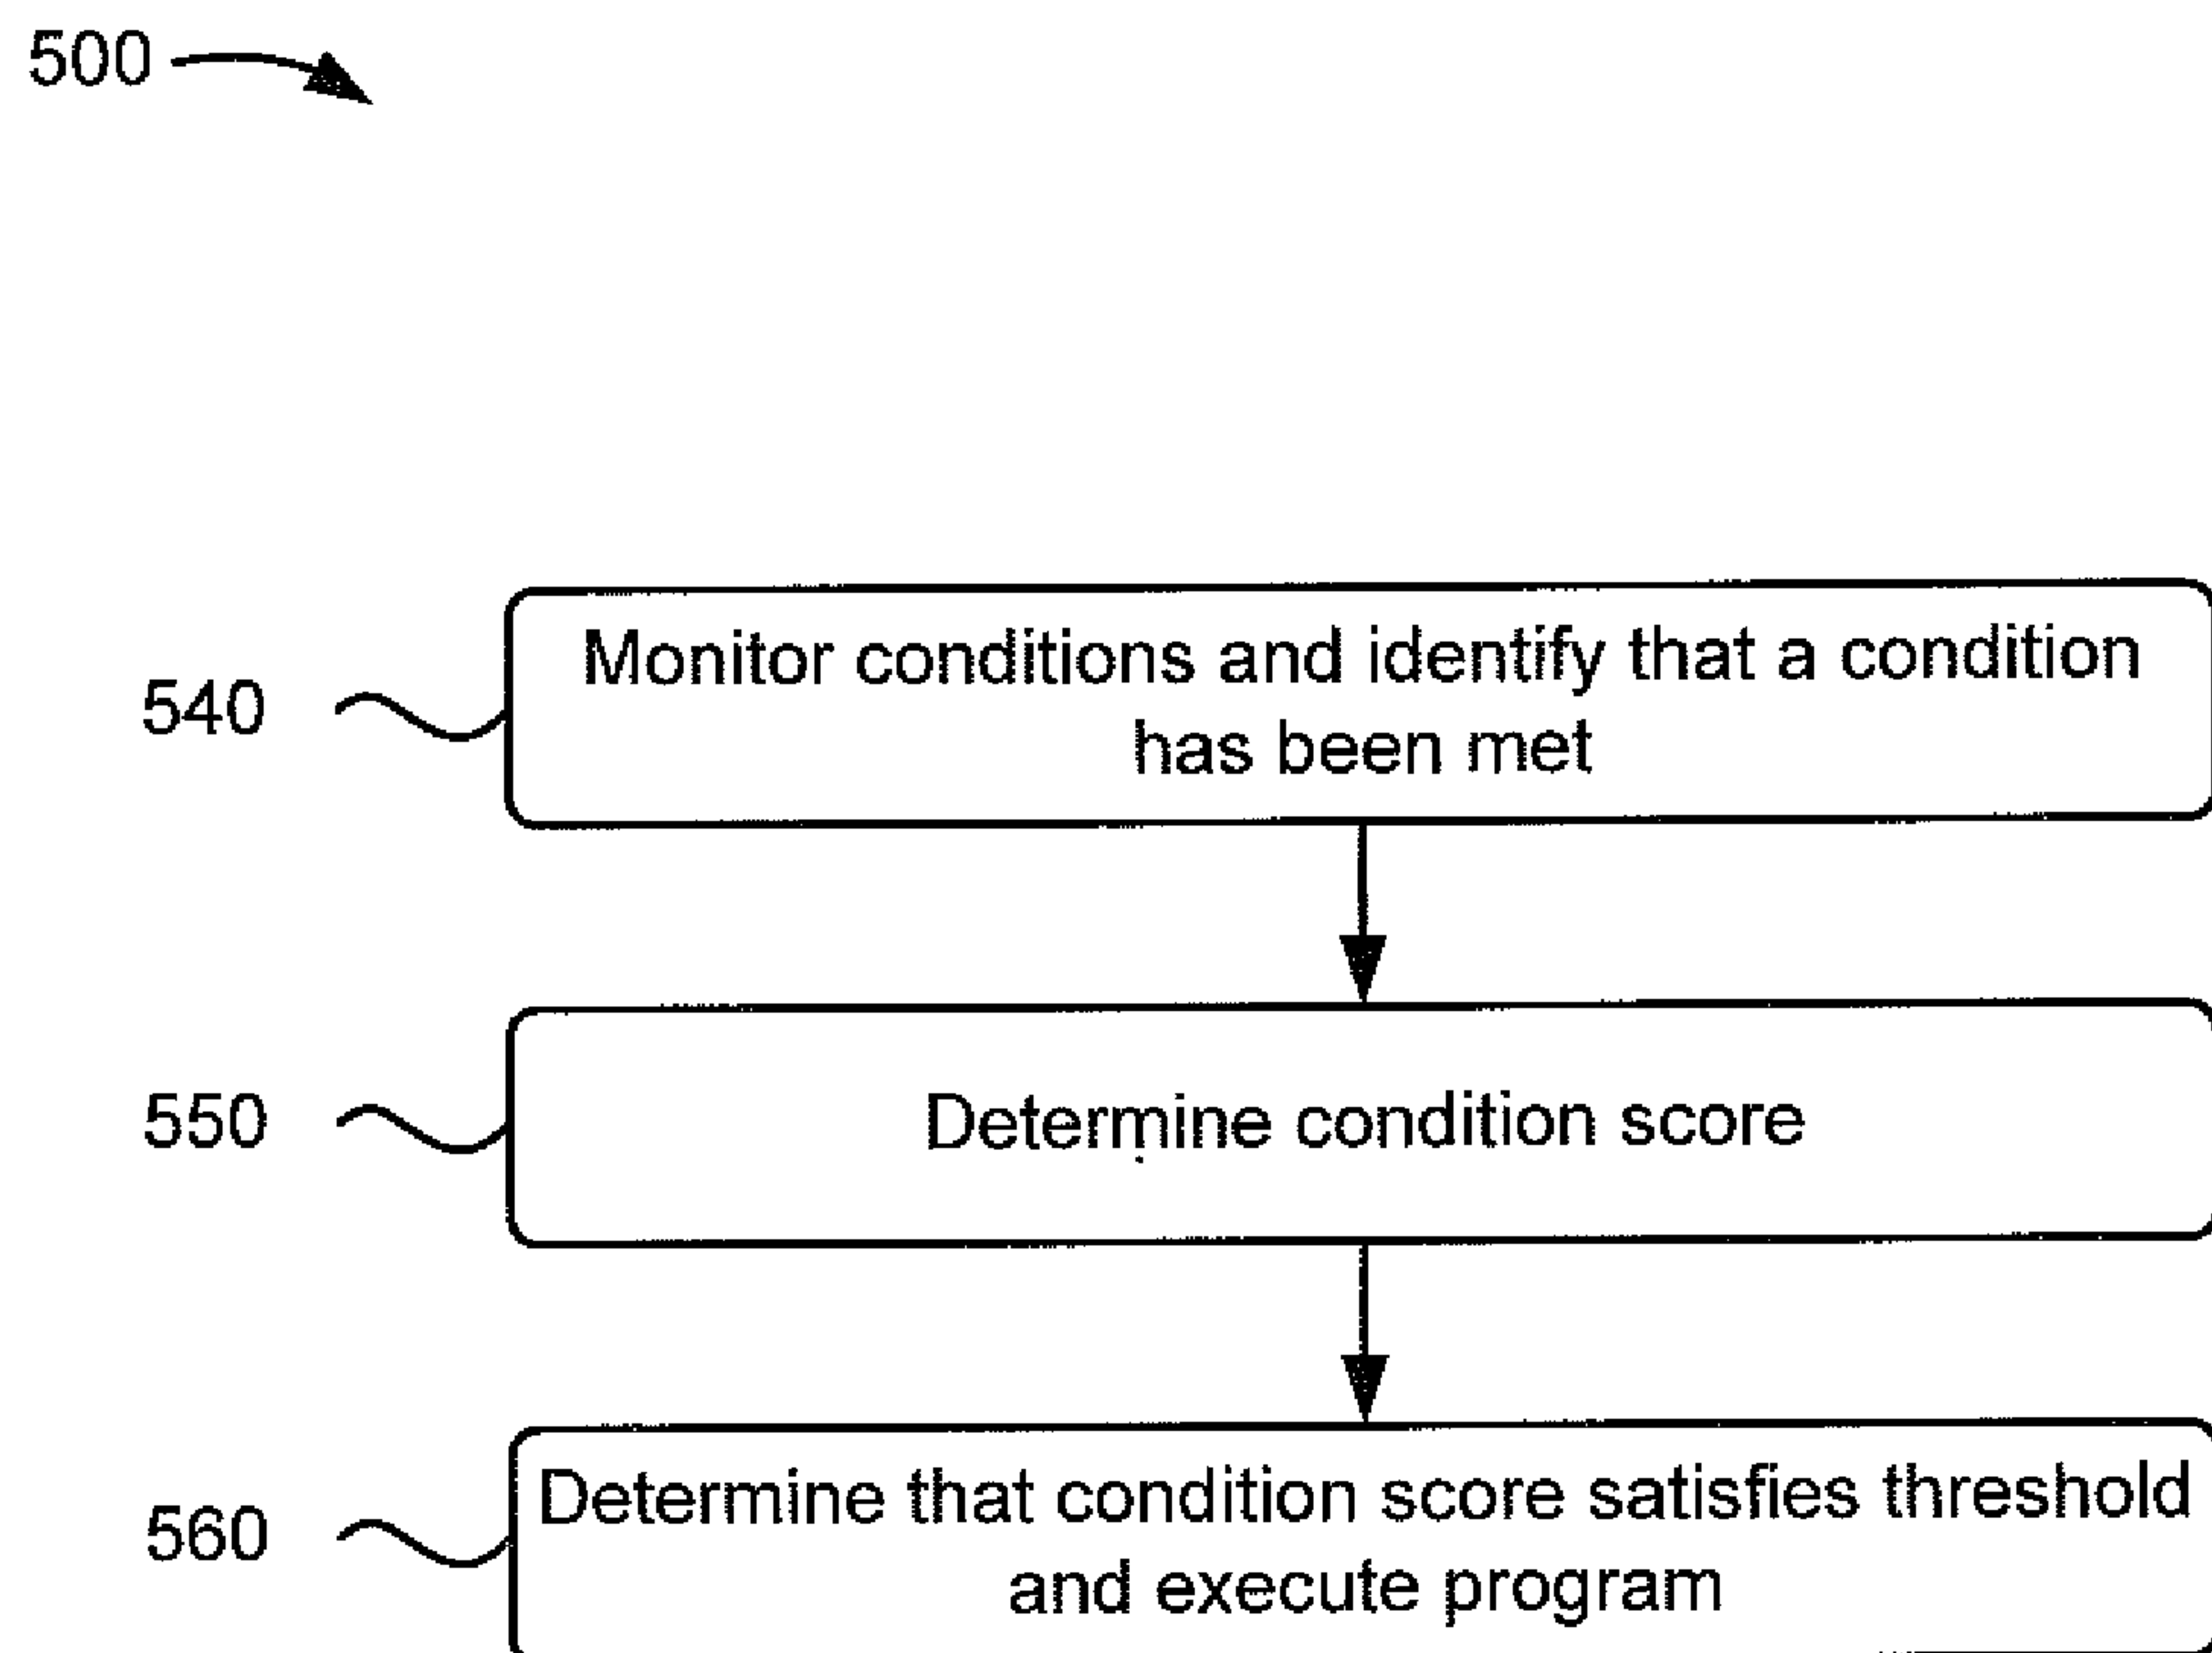 500
540
Monitor conditions and identify that a condition
has been met
550
Determine condition score
560
Determine that condition score satisfies threshold
and execute program